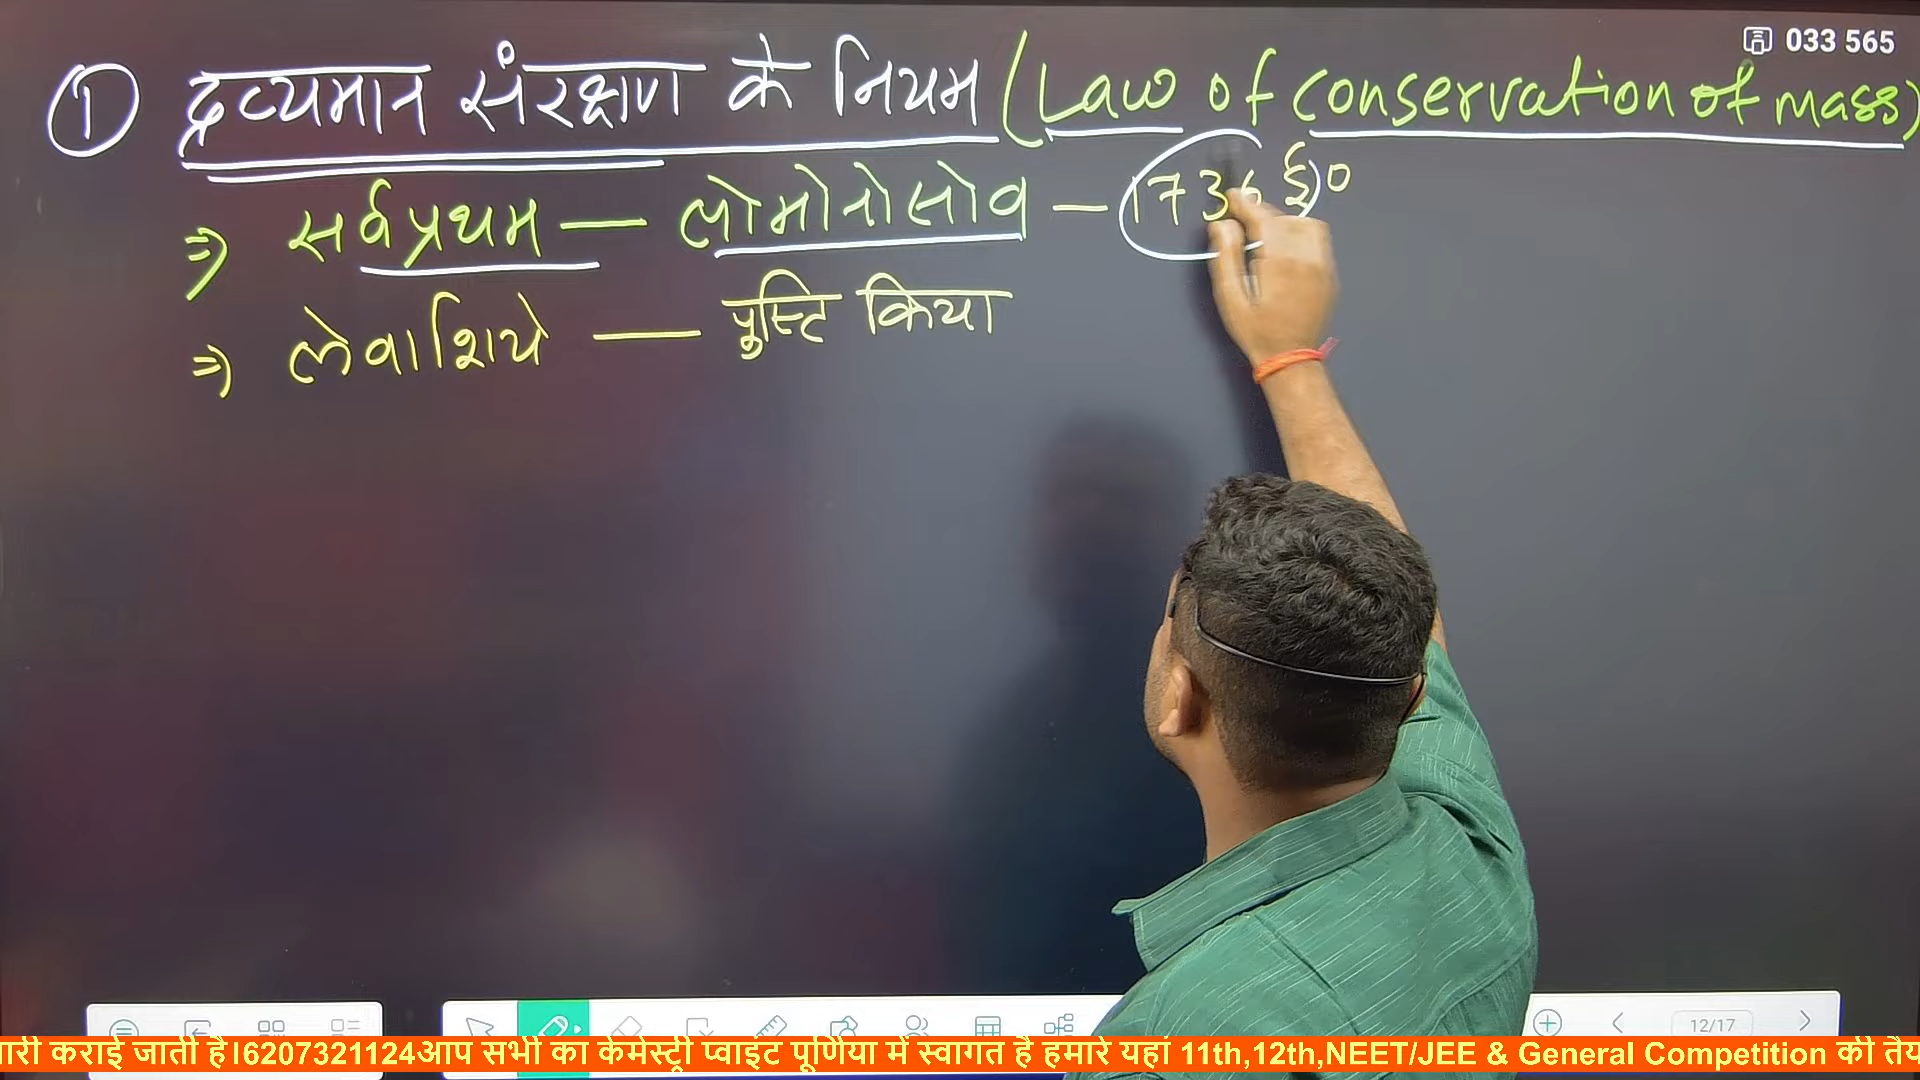 033 565
① द्रव्यमान संरक्षण के नियम (Law of conservation of mass)
⇒ सर्वप्रथम — लोमोनोसोव — 1736 ई०
⇒ लेवाशिये — पुस्टि किया
12/17
ारी कराई जाती है।6207321124आप सभी का केमेस्ट्री प्वाइंट पूर्णिया में स्वागत है हमारे यहां 11th,12th,NEET/JEE & General Competition की तैय